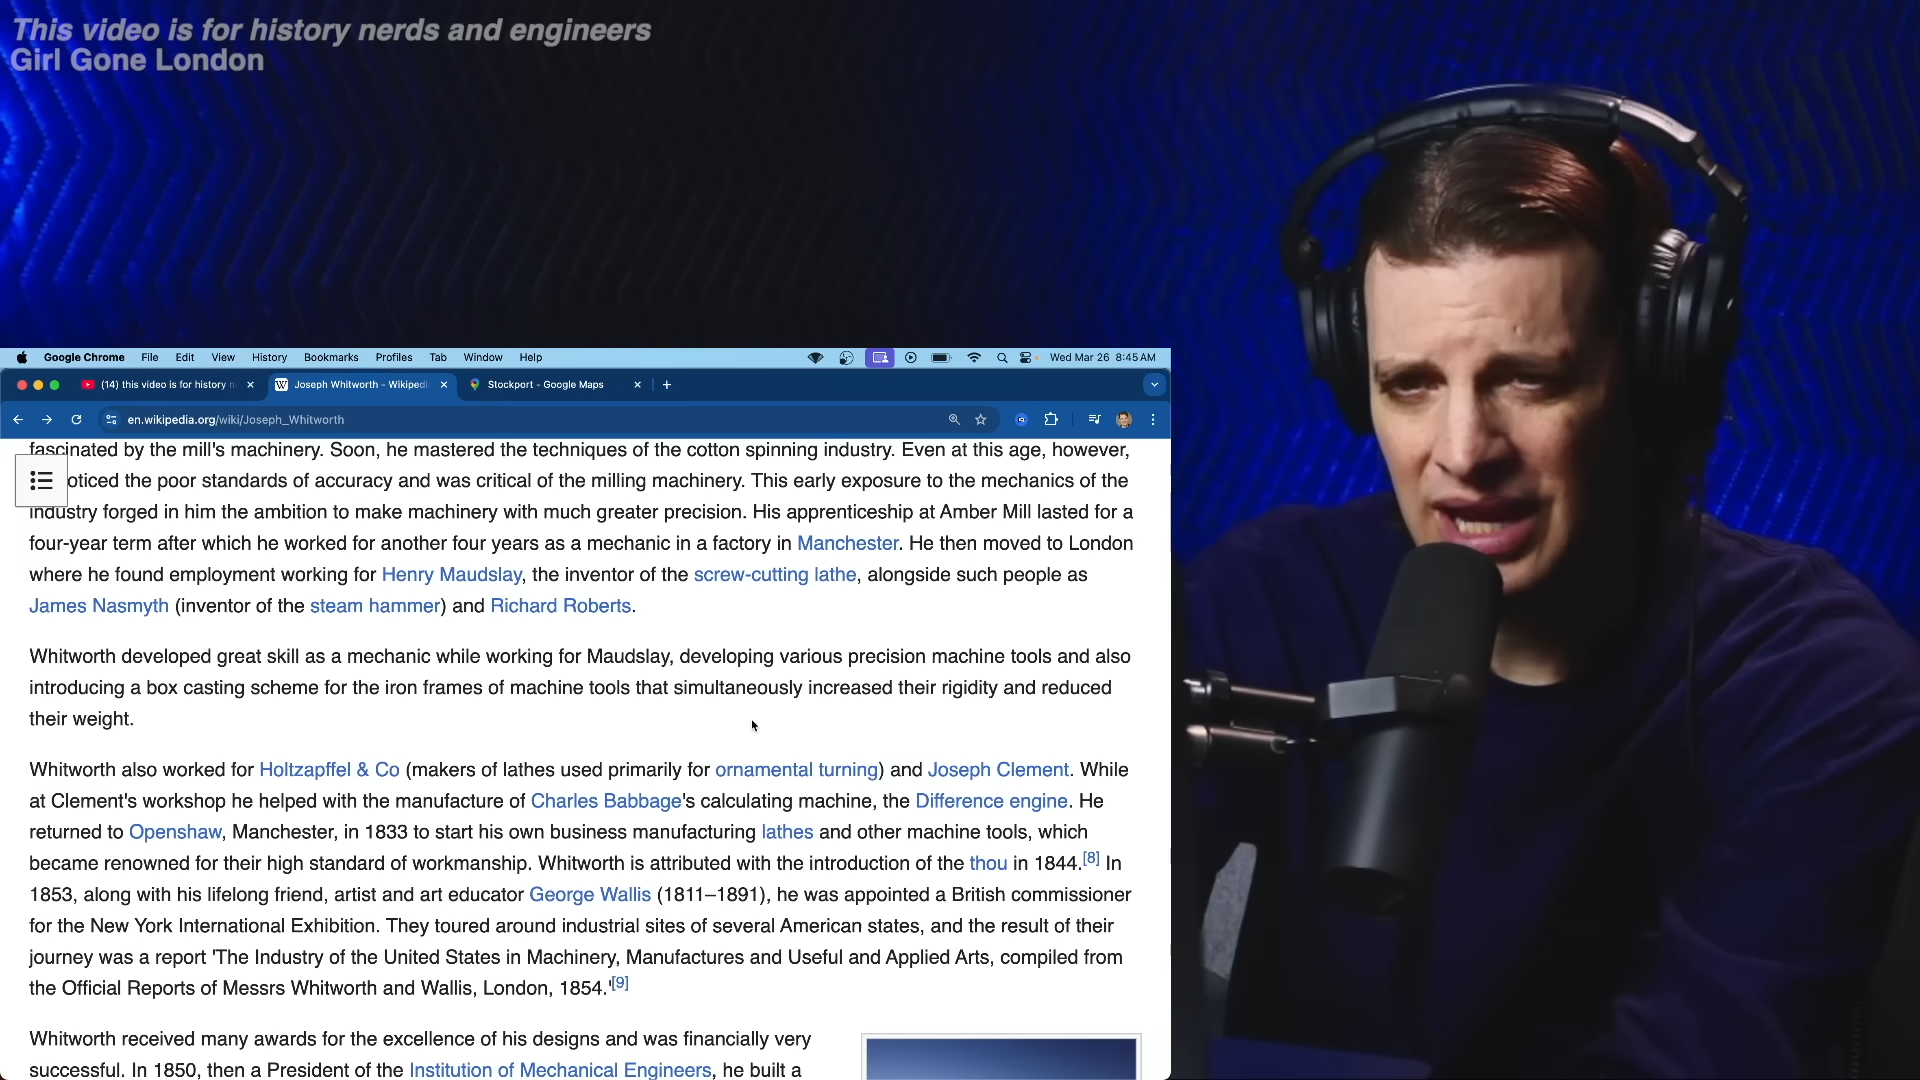 This video is for history nerds and engineers
Girl Gone London
Google Chrome File Edit View History Bookmarks Profiles Tab Window Help Wed Mar 26 8:45 AM
(14) this video is for history n Joseph Whitworth - Wikipedi Stockport - Google Maps
en.wikipedia.org/wiki/Joseph_Whitworth
fascinated by the mill's machinery. Soon, he mastered the techniques of the cotton spinning industry. Even at this age, however,
oticed the poor standards of accuracy and was critical of the milling machinery. This early exposure to the mechanics of the
industry forged in him the ambition to make machinery with much greater precision. His apprenticeship at Amber Mill lasted for a
four-year term after which he worked for another four years as a mechanic in a factory in Manchester. He then moved to London
where he found employment working for Henry Maudslay, the inventor of the screw-cutting lathe, alongside such people as
James Nasmyth (inventor of the steam hammer) and Richard Roberts.
Whitworth developed great skill as a mechanic while working for Maudslay, developing various precision machine tools and also
introducing a box casting scheme for the iron frames of machine tools that simultaneously increased their rigidity and reduced
their weight.
Whitworth also worked for Holtzapffel & Co (makers of lathes used primarily for ornamental turning) and Joseph Clement. While
at Clement's workshop he helped with the manufacture of Charles Babbage's calculating machine, the Difference engine. He
returned to Openshaw, Manchester, in 1833 to start his own business manufacturing lathes and other machine tools, which
became renowned for their high standard of workmanship. Whitworth is attributed with the introduction of the thou in 1844.[8] In
1853, along with his lifelong friend, artist and art educator George Wallis (1811–1891), he was appointed a British commissioner
for the New York International Exhibition. They toured around industrial sites of several American states, and the result of their
journey was a report 'The Industry of the United States in Machinery, Manufactures and Useful and Applied Arts, compiled from
the Official Reports of Messrs Whitworth and Wallis, London, 1854.'[9]
Whitworth received many awards for the excellence of his designs and was financially very
successful. In 1850, then a President of the Institution of Mechanical Engineers, he built a